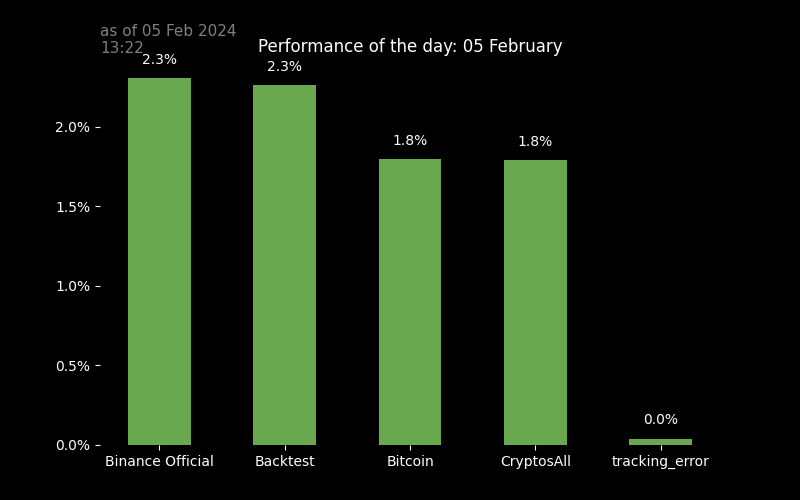 as of 05 Feb 2024
13:22
Performance of the day: 05 February
2.3%
2.3%
1.8%
1.8%
0.0%
2.0%
1.5%
1.0%
0.5%
0.0%
Binance Official
Backtest
Bitcoin
CryptosAll
tracking_error